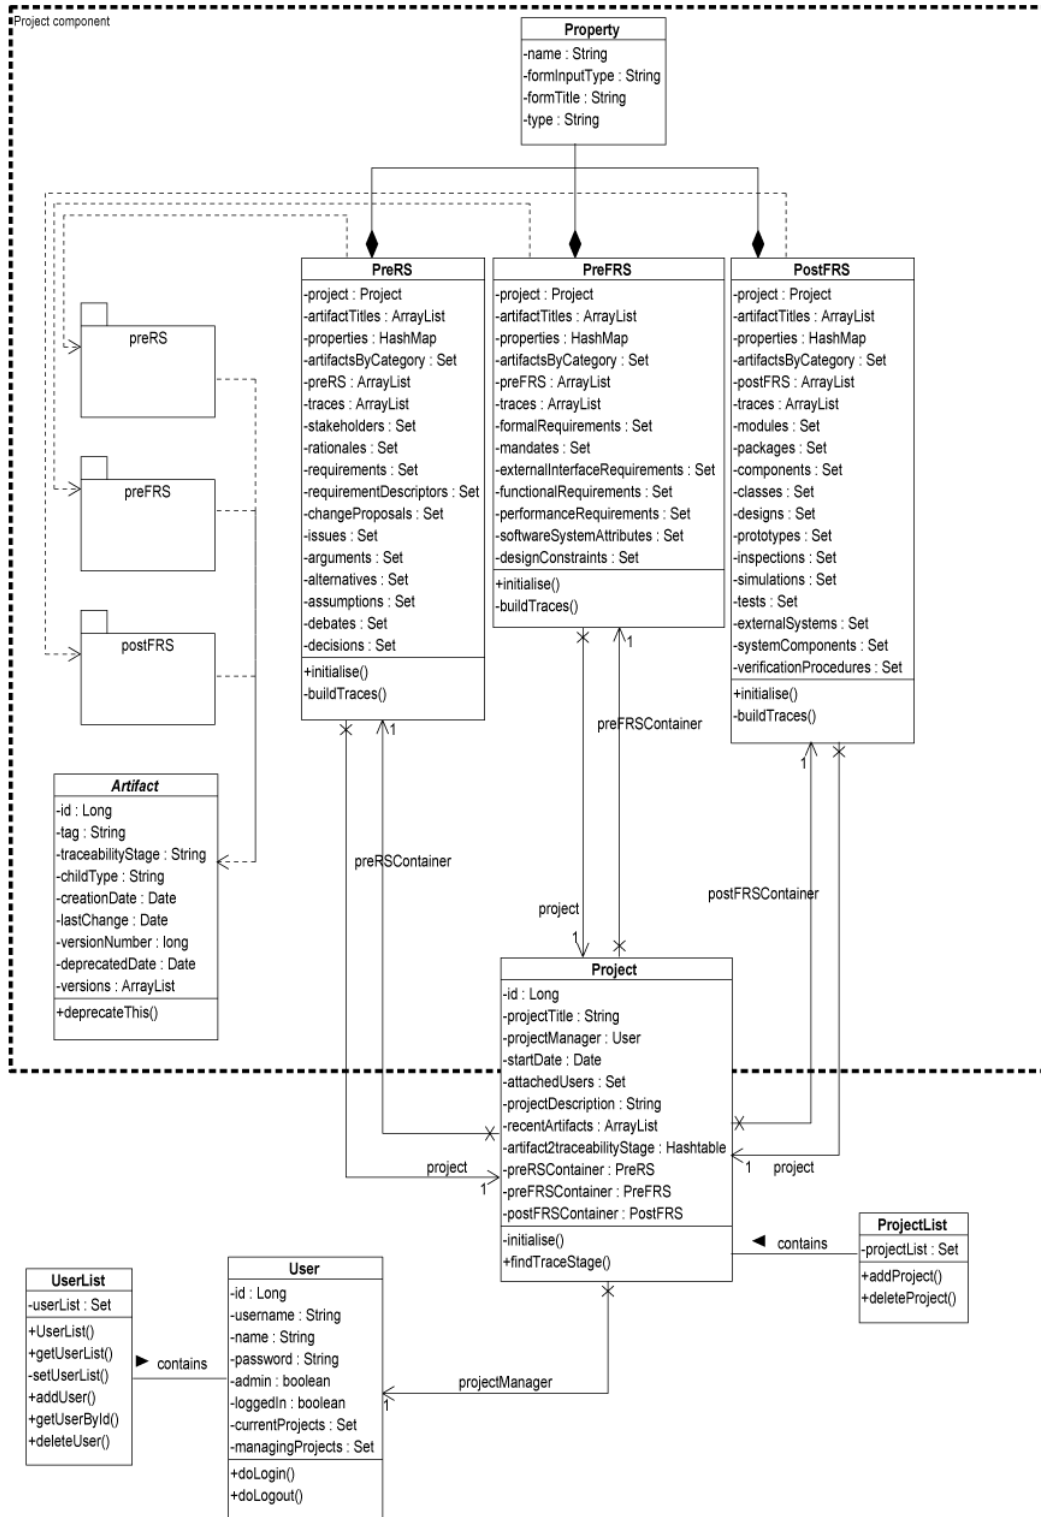 Project component
Property
-name : String
-formInputType : String
-formTitle : String
-type : String
PreRS
-project : Project
-artifactTitles : ArrayList
-properties : HashMap
-artifactsByCategory : Set
-preRS : ArrayList
-traces : ArrayList
-stakeholders : Set
-rationales : Set
-requirements : Set
-requirementDescriptors : Set
-changeProposals : Set
-issues : Set
-arguments : Set
-alternatives : Set
-assumptions : Set
-debates : Set
-decisions : Set
+initialise()
-buildTraces()
PreFRS
-project : Project
-artifactTitles : ArrayList
-properties : HashMap
-artifactsByCategory : Set
-preFRS : ArrayList
-traces : ArrayList
-formalRequirements : Set
-mandates : Set
-externalInterfaceRequirements : Set
-functionalRequirements : Set
-performanceRequirements : Set
-softwareSystemAttributes : Set
-designConstraints : Set
+initialise()
-buildTraces()
PostFRS
-project : Project
-artifactTitles : ArrayList
-properties : HashMap
-artifactsByCategory : Set
-postFRS : ArrayList
-traces : ArrayList
-modules : Set
-packages : Set
-components : Set
-classes : Set
-designs : Set
-prototypes : Set
-inspections : Set
-simulations : Set
-tests : Set
-externalSystems : Set
-systemComponents : Set
-verificationProcedures : Set
+initialise()
-buildTraces()
preRS
preFRS
postFRS
Artifact
-id : Long
-tag : String
-traceabilityStage : String
-childType : String
-creationDate : Date
-lastChange : Date
-versionNumber : long
-deprecatedDate : Date
-versions : ArrayList
+deprecateThis()
1
preRSContainer
1
preFRSContainer
project
1
1
postFRSContainer
project
1
1
project
Project
-id : Long
-projectTitle : String
-projectManager : User
-startDate : Date
-attachedUsers : Set
-projectDescription : String
-recentArtifacts : ArrayList
-artifact2traceabilityStage : Hashtable
-preRSContainer : PreRS
-preFRSContainer : PreFRS
-postFRSContainer : PostFRS
-initialise()
+findTraceStage()
contains
ProjectList
-projectList : Set
+addProject()
+deleteProject()
UserList
-userList : Set
+UserList()
+getUserList()
-setUserList()
+addUser()
+getUserById()
+deleteUser()
contains
User
-id : Long
-username : String
-name : String
-password : String
-admin : boolean
-loggedIn : boolean
-currentProjects : Set
-managingProjects : Set
+doLogin()
+doLogout()
projectManager
1